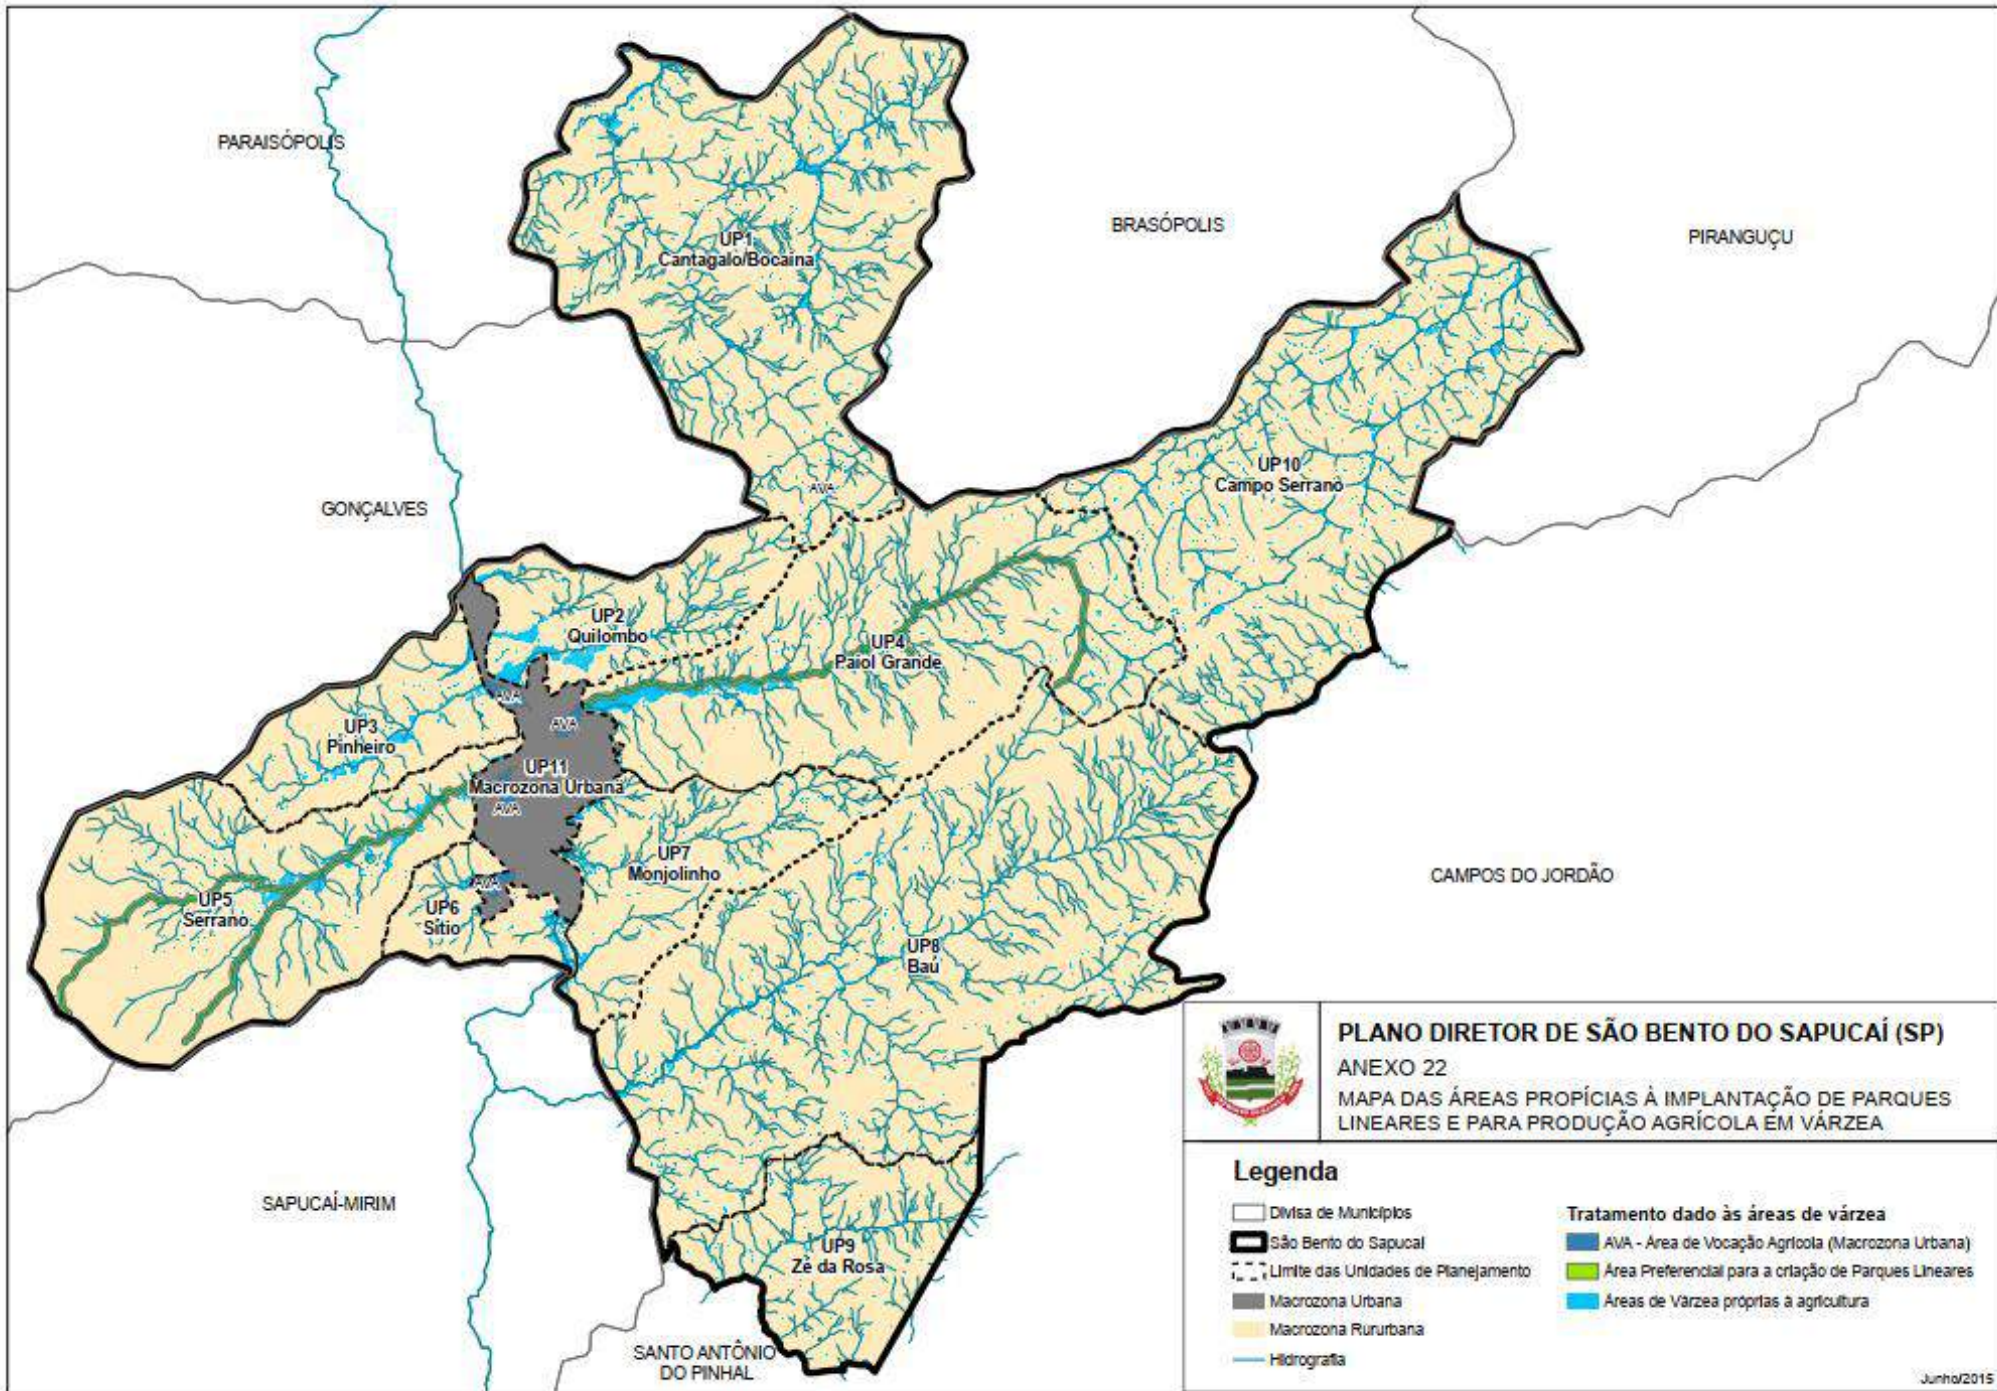 PARAISÓPOLIS
BRASÓPOLIS
PIRANGUÇU
UP1
Cantagalo/Bocaina
UP10
Campo Serrano
AVA
GONÇALVES
UP2
Quilombo
UP4
Paiol Grande
AVA
AVA
UP3
Pinheiro
UP11
Macrozona Urbana
AVA
UP7
Monjolinho
CAMPOS DO JORDÃO
AVA
UP5
Serrano
UP6
Sítio
UP8
Baú
SAPUCAÍ-MIRIM
UP9
Zé da Rosa
SANTO ANTÔNIO
DO PINHAL
PLANO DIRETOR DE SÃO BENTO DO SAPUCAÍ (SP)
ANEXO 22
MAPA DAS ÁREAS PROPÍCIAS À IMPLANTAÇÃO DE PARQUES
LINEARES E PARA PRODUÇÃO AGRÍCOLA EM VÁRZEA
Legenda
Divisa de Municípios
São Bento do Sapucaí
Limite das Unidades de Planejamento
Macrozona Urbana
Macrozona Rururbana
Hidrografia
Tratamento dado às áreas de várzea
AVA - Área de Vocação Agrícola (Macrozona Urbana)
Área Preferencial para a criação de Parques Lineares
Áreas de Várzea próprias à agricultura
Junho/2015